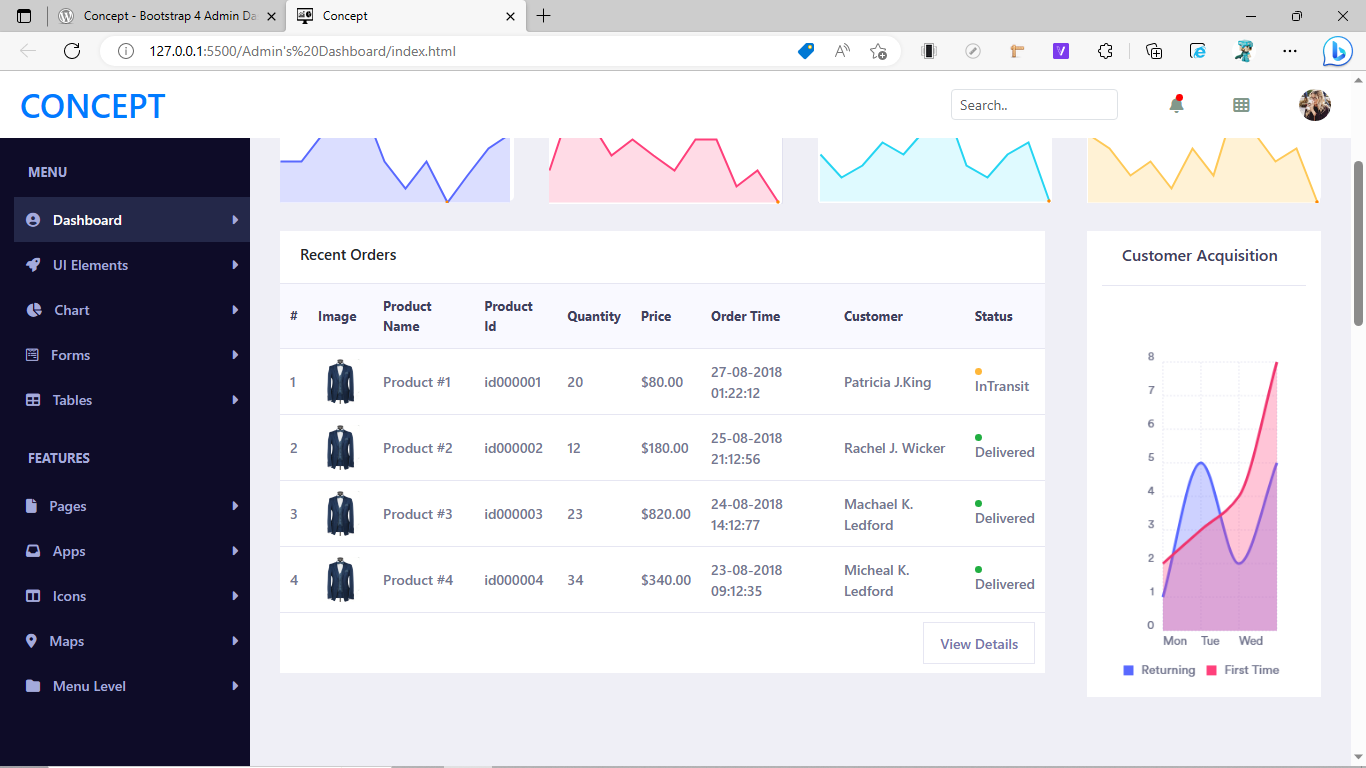 Concept - Bootstrap 4 Admin Da
Concept
127.0.0.1:5500/Admin's%20Dashboard/index.html
CONCEPT
Search..
MENU
Dashboard
UI Elements
Chart
Forms
Tables
FEATURES
Pages
Apps
Icons
Maps
Menu Level
Recent Orders
# Image Product Name Product Id Quantity Price Order Time Customer Status
1 Product #1 id000001 20 $80.00 27-08-2018 01:22:12 Patricia J.King InTransit
2 Product #2 id000002 12 $180.00 25-08-2018 21:12:56 Rachel J. Wicker Delivered
3 Product #3 id000003 23 $820.00 24-08-2018 14:12:77 Machael K. Ledford Delivered
4 Product #4 id000004 34 $340.00 23-08-2018 09:12:35 Micheal K. Ledford Delivered
View Details
Customer Acquisition
8
7
6
5
4
3
2
1
0
Mon Tue Wed
Returning First Time